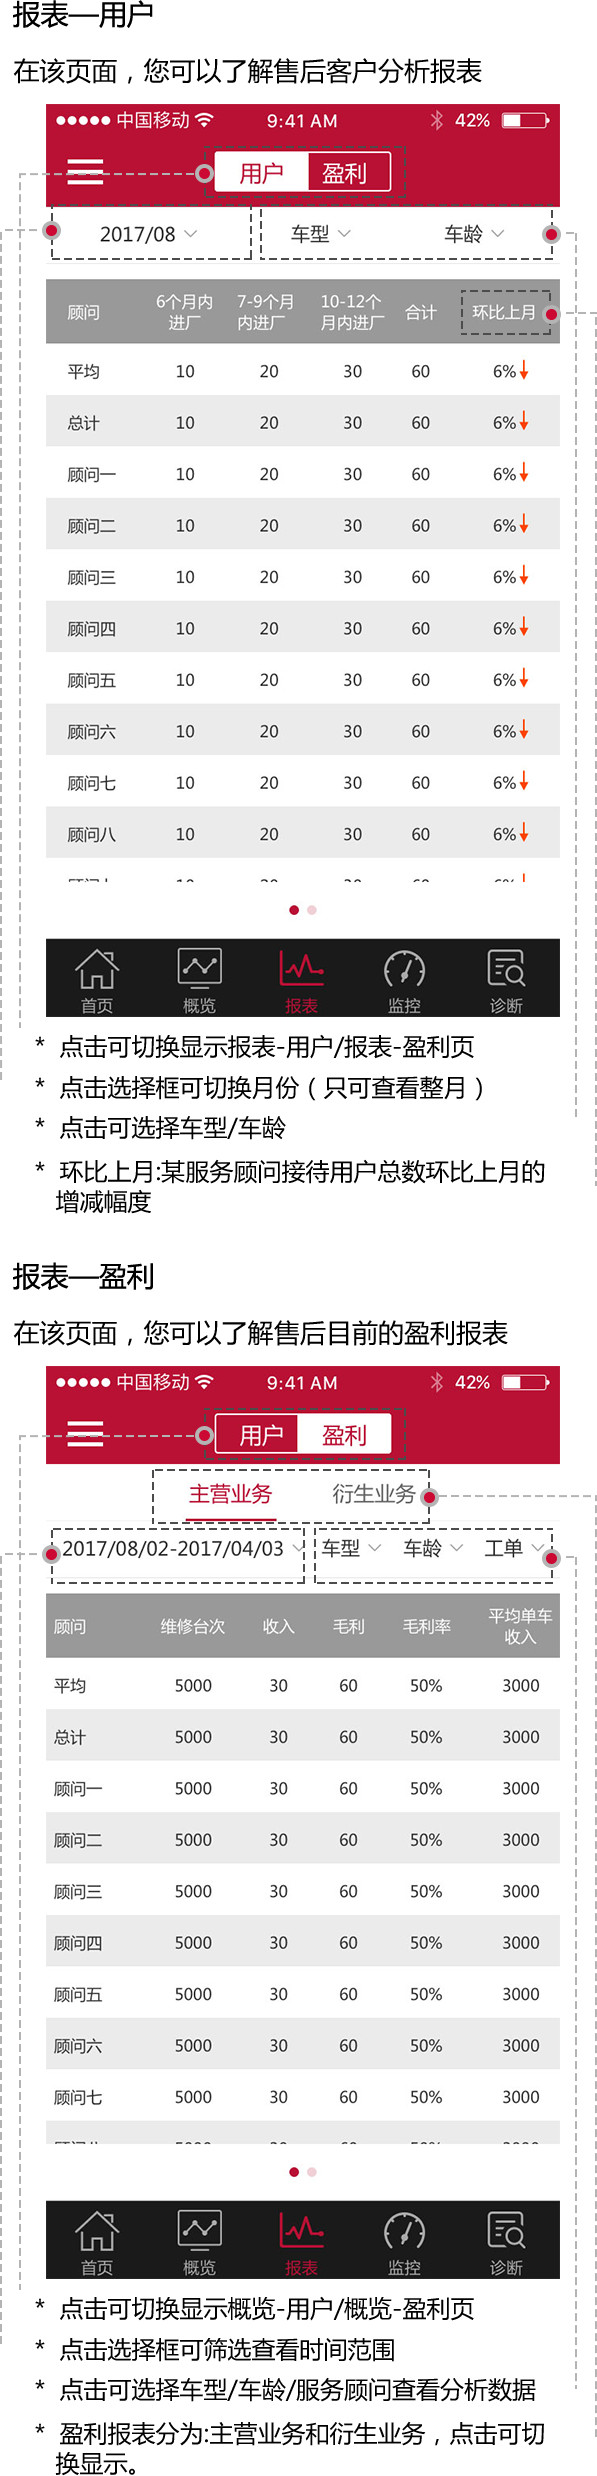 报表—用户
在该页面，您可以了解售后客户分析报表
中国移动 9:41 AM 42%
用户 盈利
2017/08 车型 车龄
顾问 6个月内进厂 7-9个月内进厂 10-12个月内进厂 合计 环比上月
平均 10 20 30 60 6%↓
总计 10 20 30 60 6%↓
顾问一 10 20 30 60 6%↓
顾问二 10 20 30 60 6%↓
顾问三 10 20 30 60 6%↓
顾问四 10 20 30 60 6%↓
顾问五 10 20 30 60 6%↓
顾问六 10 20 30 60 6%↓
顾问七 10 20 30 60 6%↓
顾问八 10 20 30 60 6%↓
首页 概览 报表 监控 诊断
* 点击可切换显示报表-用户/报表-盈利页
* 点击选择框可切换月份（只可查看整月）
* 点击可选择车型/车龄
* 环比上月:某服务顾问接待用户总数环比上月的
增减幅度
报表—盈利
在该页面，您可以了解售后目前的盈利报表
中国移动 9:41 AM 42%
用户 盈利
主营业务 衍生业务
2017/08/02-2017/04/03 车型 车龄 工单
顾问 维修台次 收入 毛利 毛利率 平均单车收入
平均 5000 30 60 50% 3000
总计 5000 30 60 50% 3000
顾问一 5000 30 60 50% 3000
顾问二 5000 30 60 50% 3000
顾问三 5000 30 60 50% 3000
顾问四 5000 30 60 50% 3000
顾问五 5000 30 60 50% 3000
顾问六 5000 30 60 50% 3000
顾问七 5000 30 60 50% 3000
首页 概览 报表 监控 诊断
* 点击可切换显示概览-用户/概览-盈利页
* 点击选择框可筛选查看时间范围
* 点击可选择车型/车龄/服务顾问查看分析数据
* 盈利报表分为:主营业务和衍生业务，点击可切
换显示。